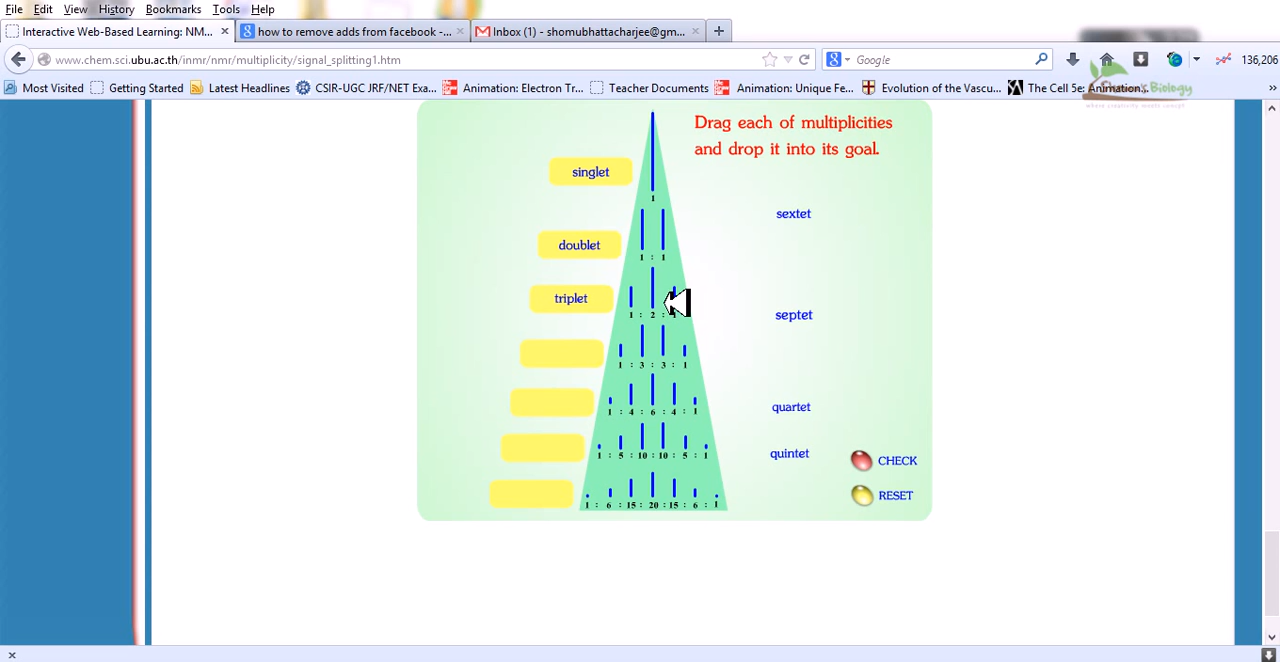 File Edit View History Bookmarks Tools Help
Interactive Web-Based Learning: NM... × how to remove adds from facebook -... × Inbox (1) - shomubhattacharjee@gm... × +
www.chem.sci.ubu.ac.th/inmr/nmr/multiplicity/signal_splitting1.htm Google 136,206
Most Visited Getting Started Latest Headlines CSIR-UGC JRF/NET Exa... Animation: Electron Tr... Teacher Documents Animation: Unique Fe... Evolution of the Vascu... The Cell 5e: Animation... »
Biology
Drag each of multiplicities
and drop it into its goal.
singlet
1
sextet
doublet
1 : 1
triplet
1 : 2 : 1
septet
1 : 3 : 3 : 1
quartet
1 : 4 : 6 : 4 : 1
quintet
1 : 5 : 10 : 10 : 5 : 1
CHECK
RESET
1 : 6 : 15 : 20 : 15 : 6 : 1